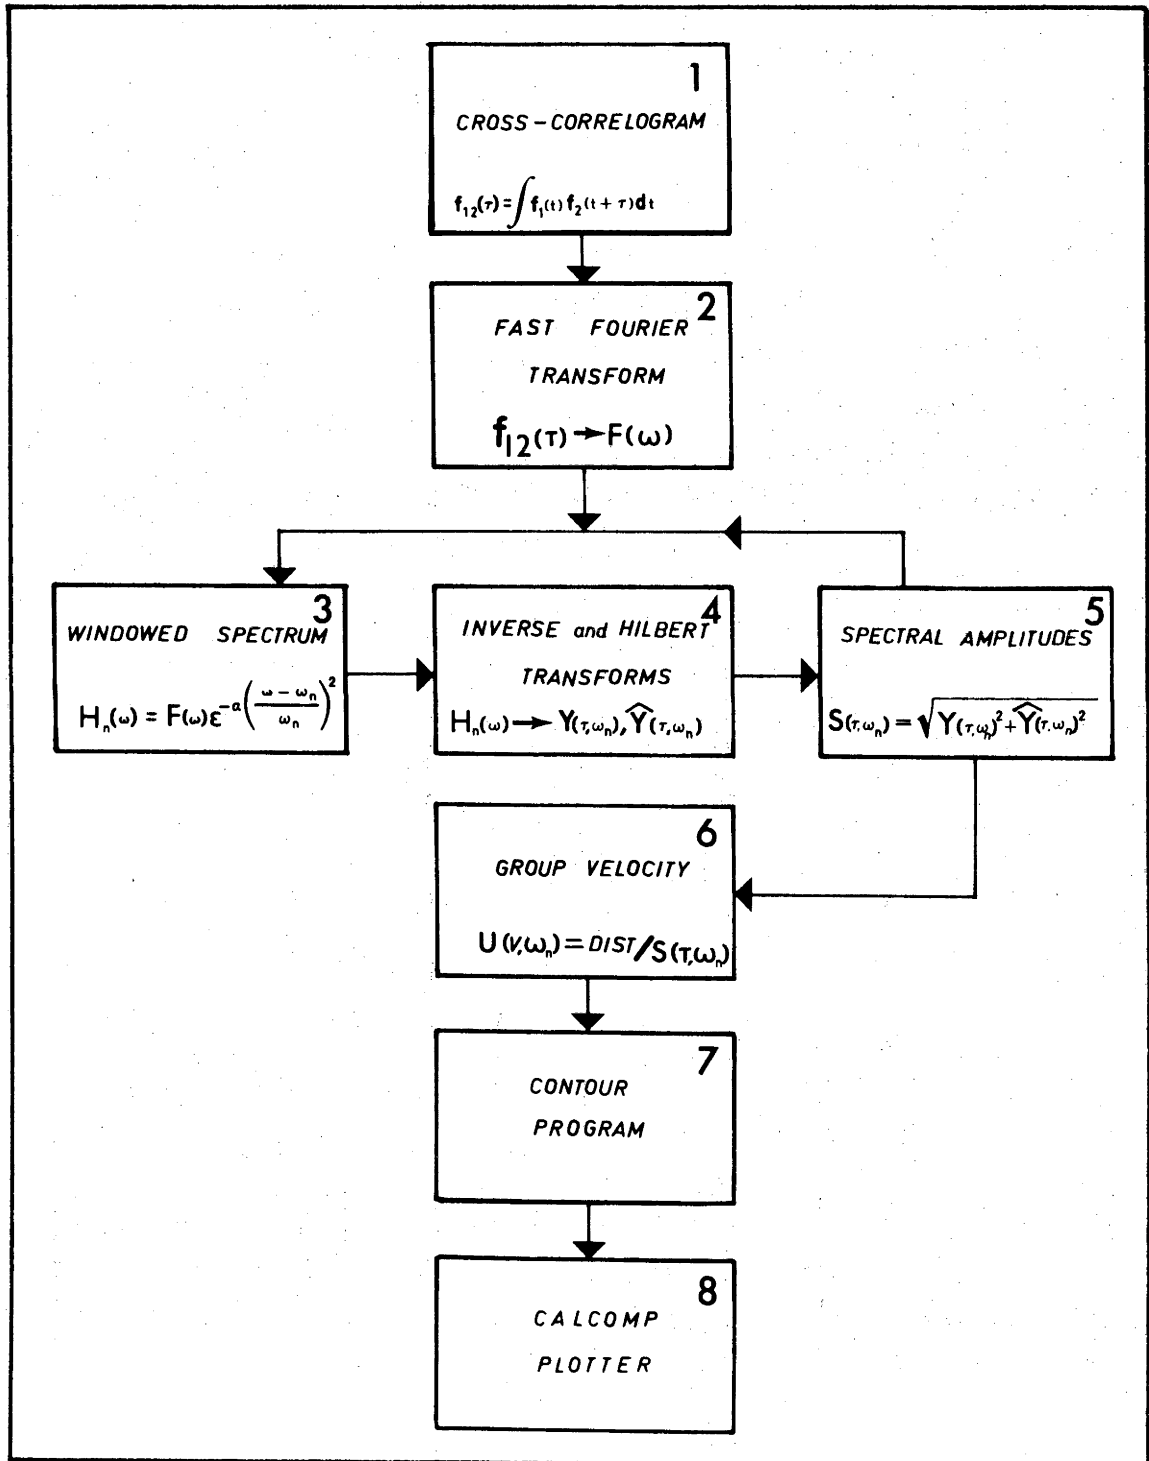 1
CROSS-CORRELOGRAM
f₁₂(τ) = ∫ f₁(t) f₂(t + τ) dt
2
FAST FOURIER
TRANSFORM
f₁₂(τ) → F(ω)
3
WINDOWED SPECTRUM
Hₙ(ω) = F(ω) ε^{-α((ω - ωₙ)/ωₙ)²}
4
INVERSE and HILBERT
TRANSFORMS
Hₙ(ω) → Y(τ,ωₙ), Ŷ(τ,ωₙ)
5
SPECTRAL AMPLITUDES
S(τ,ωₙ) = √(Y(τ,ωₙ)² + Ŷ(τ,ωₙ)²)
6
GROUP VELOCITY
U(V,ωₙ) = DIST/S(τ,ωₙ)
7
CONTOUR
PROGRAM
8
CALCOMP
PLOTTER